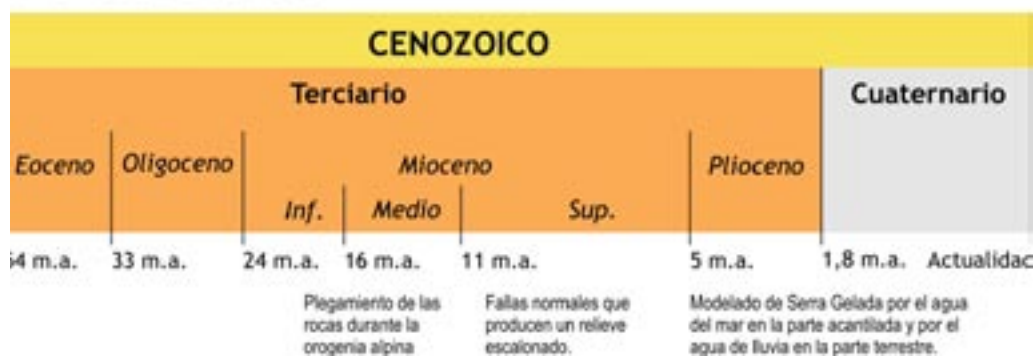 CENOZOICO
Terciario
Cuaternario
Eoceno
Oligoceno
Mioceno
Plioceno
Inf.
Medio
Sup.
54 m.a.
33 m.a.
24 m.a.
16 m.a.
11 m.a.
5 m.a.
1,8 m.a.
Actualidad
Plegamiento de las
rocas durante la
orogenia alpina
Fallas normales que
producen un relieve
escalonado.
Modelado de Serra Gelada por el agua
del mar en la parte acantilada y por el
agua de lluvia en la parte terrestre.